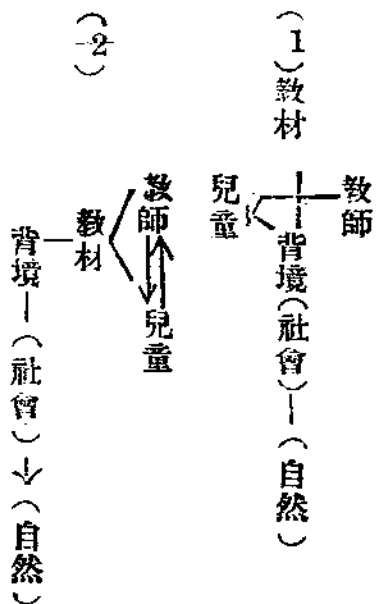 (1)教材
教師
背境(社會)—(自然)
兒童
(2)
教師
兒童
教材
背境—(社會)→(自然)